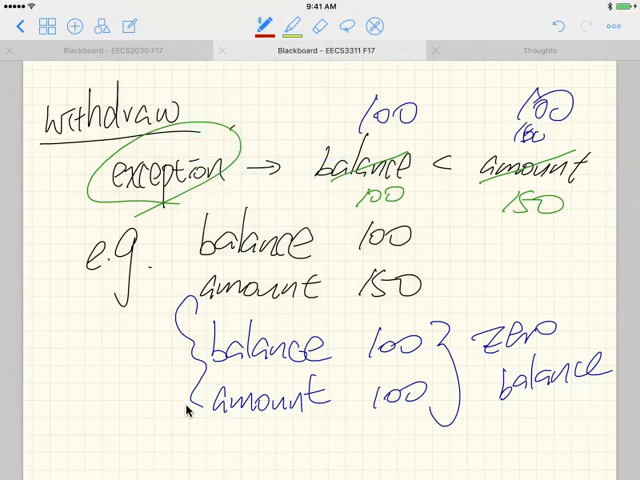 9:41 AM
Blackboard - EECS2030 F17
Blackboard - EECS3311 F17
Thoughts
withdraw
100
100
150
exception → balance < amount
100
150
e.g. balance 100
amount 150
{ balance 100 } zero
amount 100 balance